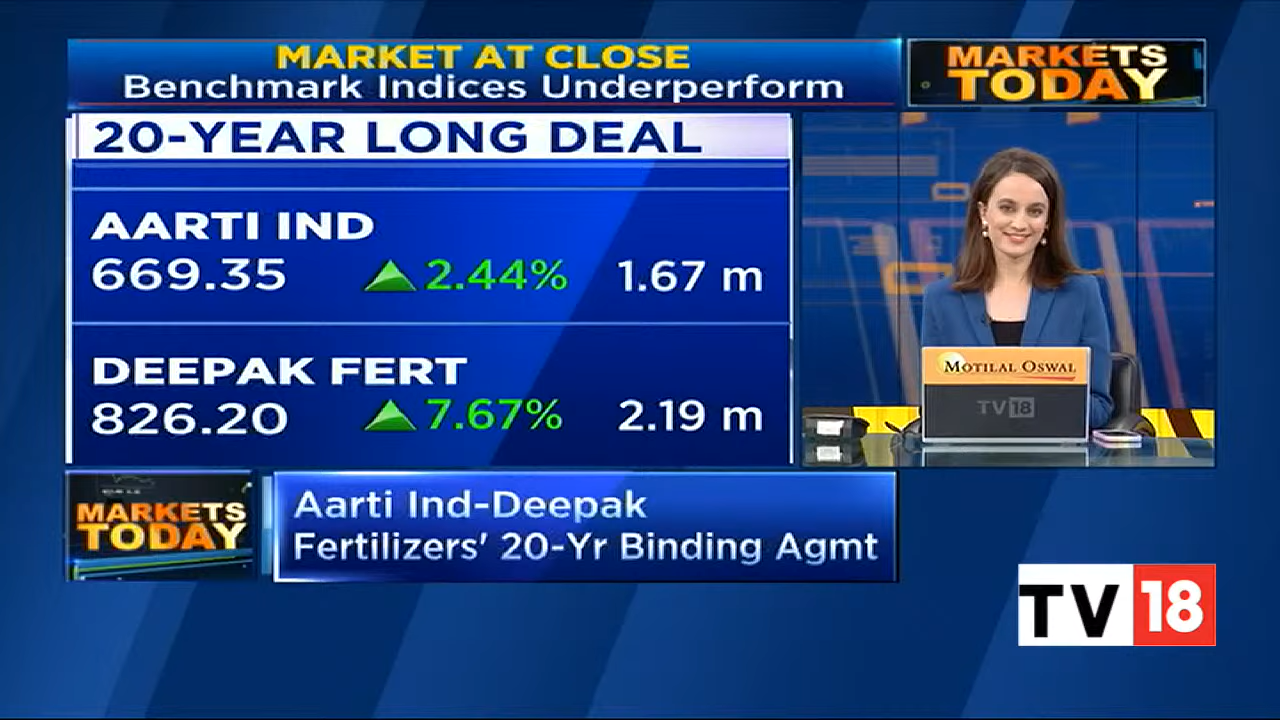 MARKET AT CLOSE
Benchmark Indices Underperform
MARKETS
TODAY
20-YEAR LONG DEAL
AARTI IND
669.35 2.44% 1.67 m
DEEPAK FERT
826.20 7.67% 2.19 m
MOTILAL OSWAL
TV18
MARKETS
TODAY
Aarti Ind-Deepak
Fertilizers' 20-Yr Binding Agmt
TV18